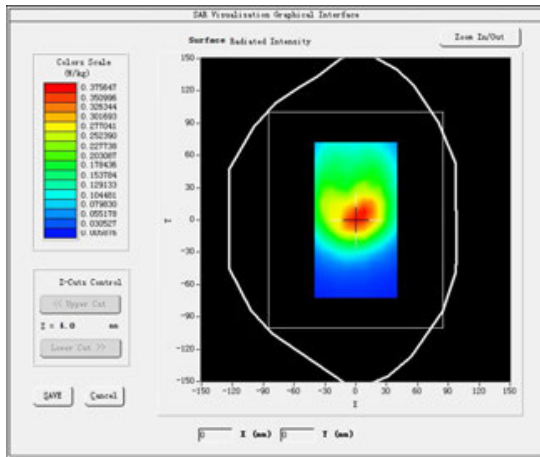 SAR Visualisation Graphical Interface
Surface Radiated Intensity
Zoom In/Out
Colors Scale
(W/kg)
0.375647
0.350996
0.326344
0.301693
0.277041
0.252390
0.227738
0.203087
0.178436
0.153784
0.129133
0.104481
0.079830
0.055178
0.030527
0.005876
150
120
90
60
30
0
-30
-60
-90
-120
-150
Y
-150 -120 -90 -60 -30 0 30 60 90 120 150
X
Z-Cuts Control
<< Upper Cut
Z = 4.0 mm
Lower Cut >>
SAVE
Cancel
0 X (mm) 0 Y (mm)